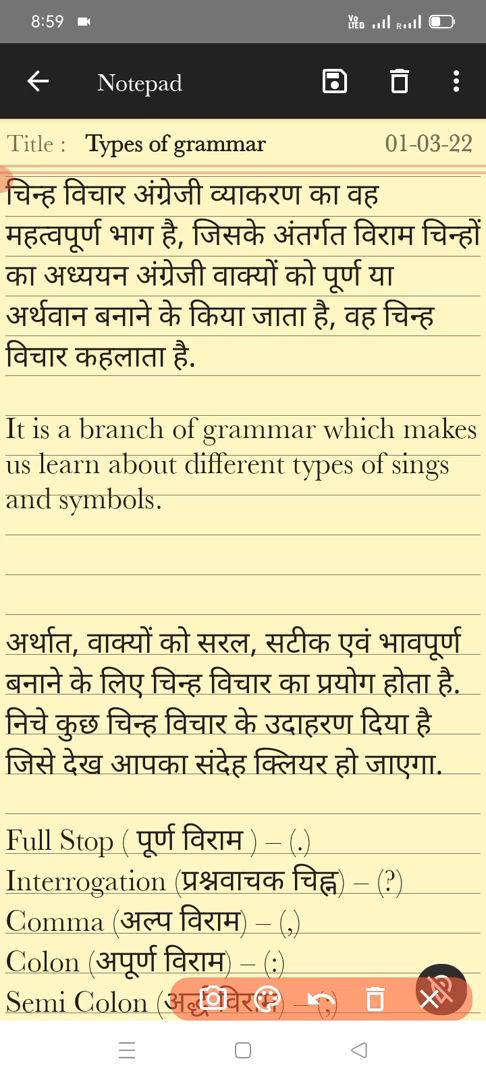 8:59
Vo LTED R
Notepad
Title : Types of grammar 01-03-22
चिन्ह विचार अंग्रेजी व्याकरण का वह
महत्वपूर्ण भाग है, जिसके अंतर्गत विराम चिन्हों
का अध्ययन अंग्रेजी वाक्यों को पूर्ण या
अर्थवान बनाने के किया जाता है, वह चिन्ह
विचार कहलाता है.
It is a branch of grammar which makes
us learn about different types of sings
and symbols.
अर्थात, वाक्यों को सरल, सटीक एवं भावपूर्ण
बनाने के लिए चिन्ह विचार का प्रयोग होता है.
निचे कुछ चिन्ह विचार के उदाहरण दिया है
जिसे देख आपका संदेह क्लियर हो जाएगा.
Full Stop ( पूर्ण विराम ) – (.)
Interrogation (प्रश्नवाचक चिह्न) – (?)
Comma (अल्प विराम) – (,)
Colon (अपूर्ण विराम) – (:)
Semi Colon (अर्द्ध विराम) – (;)